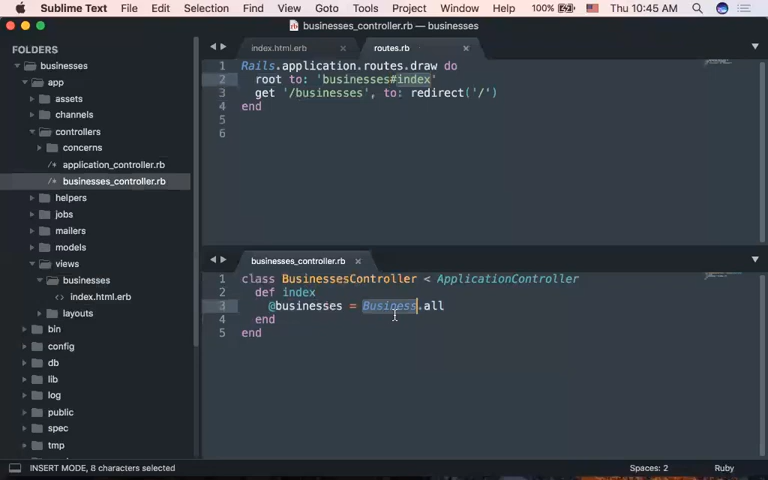 Sublime Text File Edit Selection Find View Goto Tools Project Window Help 100% Thu 10:45 AM
businesses_controller.rb — businesses
FOLDERS
businesses
app
assets
channels
controllers
concerns
/* application_controller.rb
/* businesses_controller.rb
helpers
jobs
mailers
models
views
businesses
<> index.html.erb
layouts
bin
config
db
lib
log
public
spec
tmp
index.html.erb × routes.rb ×
1 Rails.application.routes.draw do
2 root to: 'businesses#index'
3 get '/businesses', to: redirect('/')
4 end
5
6
businesses_controller.rb ×
1 class BusinessesController < ApplicationController
2 def index
3 @businesses = Business.all
4 end
5 end
INSERT MODE, 8 characters selected Spaces: 2 Ruby